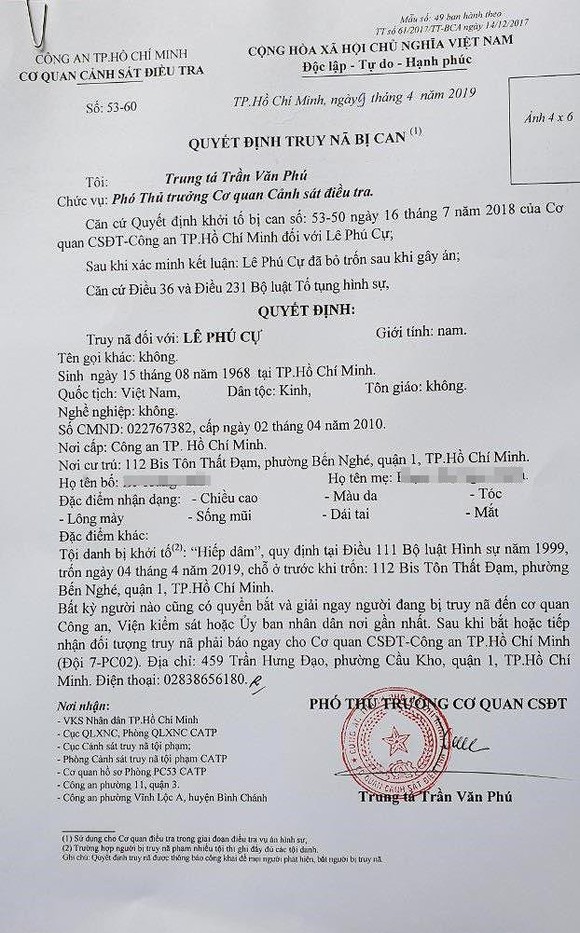 Mẫu số: 49 ban hành theo
TT số 61/2017/TT-BCA ngày 14/12/2017
CÔNG AN TP.HỒ CHÍ MINH
CƠ QUAN CẢNH SÁT ĐIỀU TRA
CỘNG HÒA XÃ HỘI CHỦ NGHĨA VIỆT NAM
Độc lập - Tự do - Hạnh phúc
Số: 53-60
TP.Hồ Chí Minh, ngày tháng 4 năm 2019
Ảnh 4 x 6
QUYẾT ĐỊNH TRUY NÃ BỊ CAN (1)
Tôi: Trung tá Trần Văn Phú
Chức vụ: Phó Thủ trưởng Cơ quan Cảnh sát điều tra.
Căn cứ Quyết định khởi tố bị can số: 53-50 ngày 16 tháng 7 năm 2018 của Cơ
quan CSĐT-Công an TP.Hồ Chí Minh đối với Lê Phú Cự;
Sau khi xác minh kết luận: Lê Phú Cự đã bỏ trốn sau khi gây án;
Căn cứ Điều 36 và Điều 231 Bộ luật Tố tụng hình sự,
QUYẾT ĐỊNH:
Truy nã đối với: LÊ PHÚ CỰ Giới tính: nam.
Tên gọi khác: không.
Sinh ngày 15 tháng 08 năm 1968 tại TP.Hồ Chí Minh.
Quốc tịch: Việt Nam, Dân tộc: Kinh, Tôn giáo: không.
Nghề nghiệp: không.
Số CMND: 022767382, cấp ngày 02 tháng 04 năm 2010.
Nơi cấp: Công an TP. Hồ Chí Minh.
Nơi cư trú: 112 Bis Tôn Thất Đạm, phường Bến Nghé, quận 1, TP.Hồ Chí Minh.
Họ tên bố: Họ tên mẹ:
Đặc điểm nhận dạng: - Chiều cao - Màu da - Tóc
- Lông mày - Sống mũi - Dái tai - Mắt
Đặc điểm khác:
Tội danh bị khởi tố(2): “Hiếp dâm”, quy định tại Điều 111 Bộ luật Hình sự năm 1999,
trốn ngày 04 tháng 4 năm 2019, chỗ ở trước khi trốn: 112 Bis Tôn Thất Đạm, phường
Bến Nghé, quận 1, TP.Hồ Chí Minh.
Bất kỳ người nào cũng có quyền bắt và giải ngay người đang bị truy nã đến cơ quan
Công an, Viện kiểm sát hoặc Ủy ban nhân dân nơi gần nhất. Sau khi bắt hoặc tiếp
nhận đối tượng truy nã phải báo ngay cho Cơ quan CSĐT-Công an TP.Hồ Chí Minh
(Đội 7-PC02). Địa chỉ: 459 Trần Hưng Đạo, phường Cầu Kho, quận 1, TP.Hồ Chí
Minh. Điện thoại: 02838656180.
Nơi nhận:
- VKS Nhân dân TP.Hồ Chí Minh
- Cục QLXNC, Phòng QLXNC CATP
- Cục Cảnh sát truy nã tội phạm;
- Phòng Cảnh sát truy nã tội phạm CATP
- Cơ quan hồ sơ Phòng PC53 CATP
- Công an phường 11, quận 3.
- Công an phường Vĩnh Lộc A, huyện Bình Chánh
PHÓ THỦ TRƯỞNG CƠ QUAN CSĐT
Trung tá Trần Văn Phú
(1) Sử dụng cho Cơ quan điều tra trong giai đoạn điều tra vụ án hình sự;
(2) Trường hợp người bị truy nã phạm nhiều tội thì ghi đầy đủ các tội danh.
Ghi chú: Quyết định truy nã được thông báo công khai để mọi người phát hiện, bắt người bị truy nã.